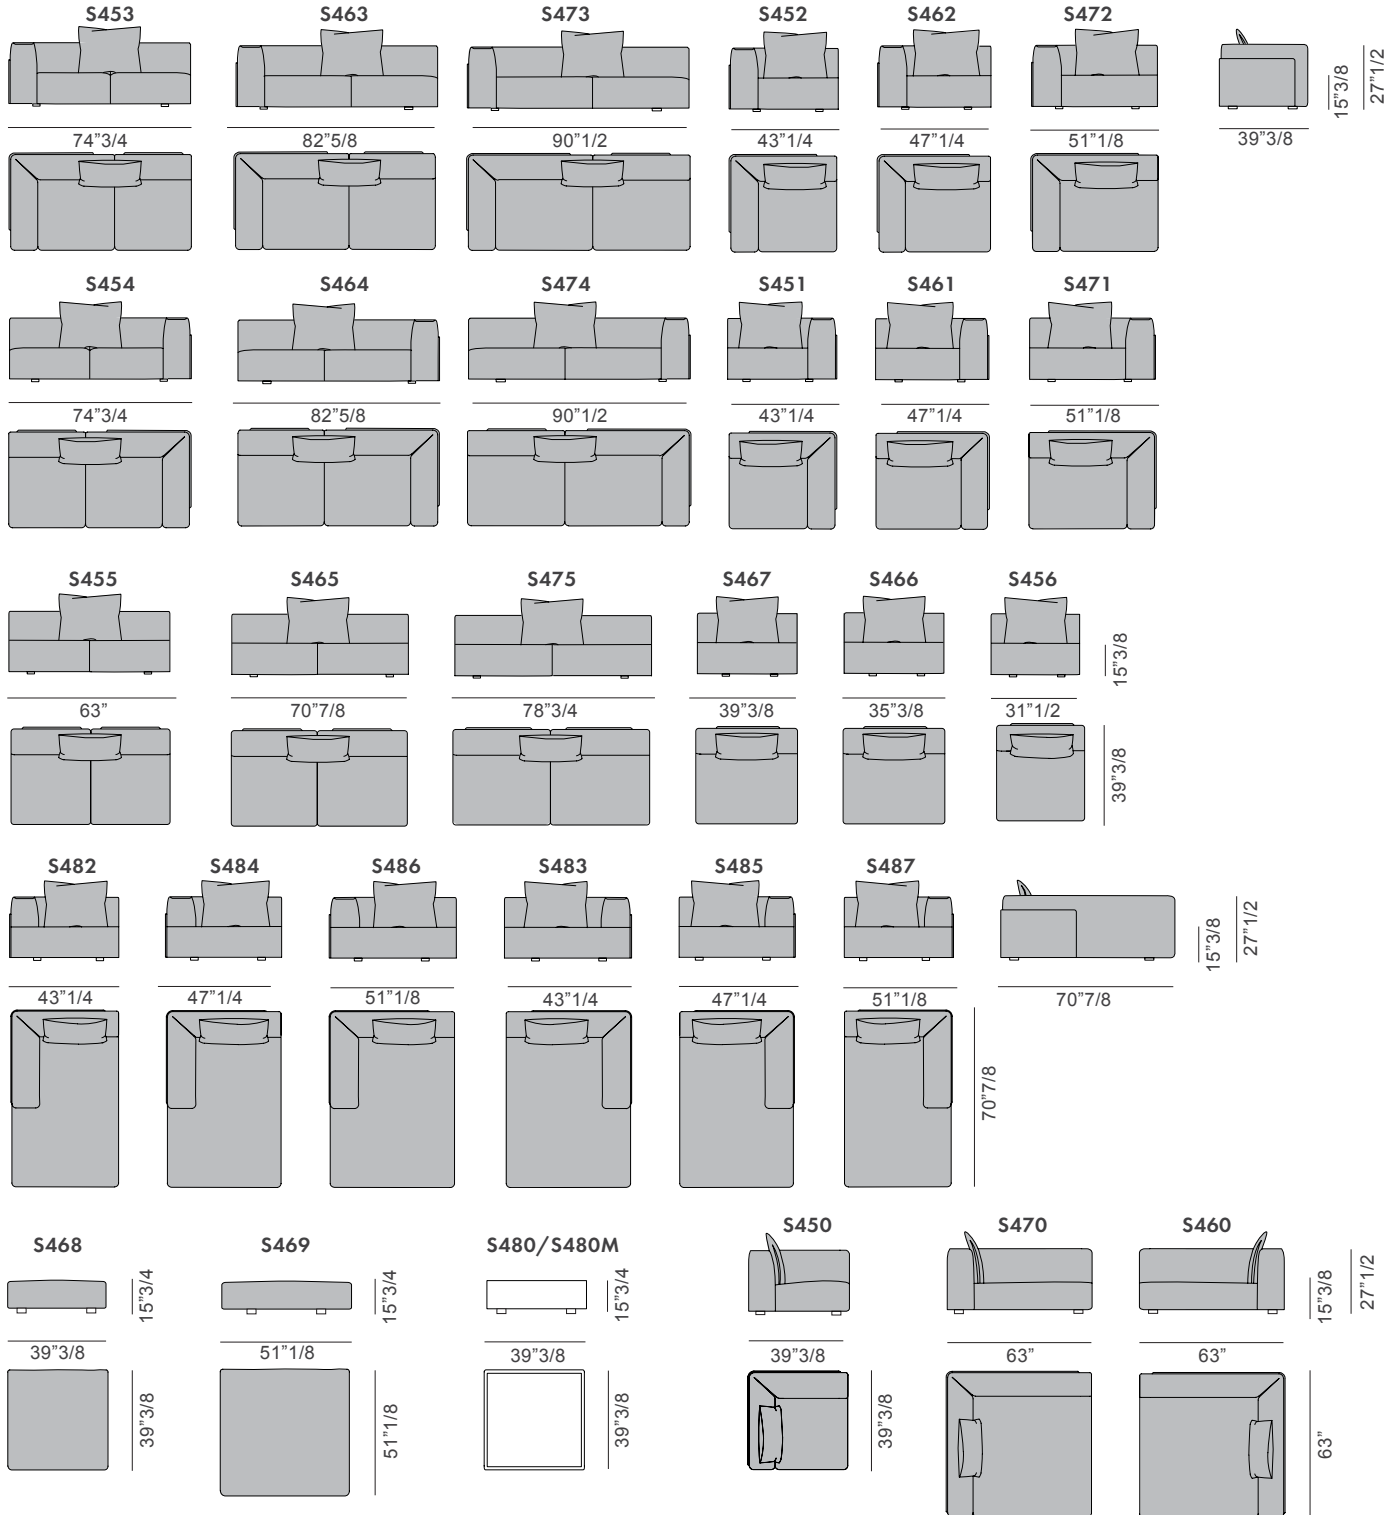 S453 S463 S473 S452 S462 S472
15”3/8 27”1/2
74”3/4 82”5/8 90”1/2 43”1/4 47”1/4 51”1/8 39”3/8
S454 S464 S474 S451 S461 S471
74”3/4 82”5/8 90”1/2 43”1/4 47”1/4 51”1/8
S455 S465 S475 S467 S466 S456
15”3/8
63” 70”7/8 78”3/4 39”3/8 35”3/8 31”1/2
39”3/8
S482 S484 S486 S483 S485 S487
15”3/8 27”1/2
43”1/4 47”1/4 51”1/8 43”1/4 47”1/4 51”1/8 70”7/8
70”7/8
S468 S469 S480/S480M S450 S470 S460
15”3/4 15”3/4 15”3/4 15”3/8 27”1/2
39”3/8 51”1/8 39”3/8 39”3/8 63” 63”
39”3/8 51”1/8 39”3/8 39”3/8 63”